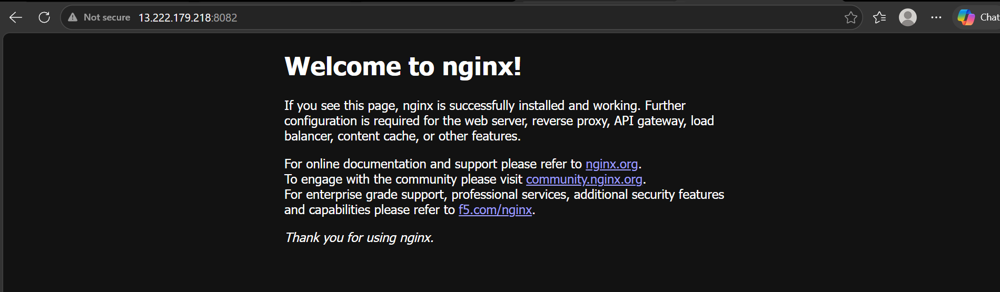 Not secure 13.222.179.218:8082
Chat
Welcome to nginx!
If you see this page, nginx is successfully installed and working. Further
configuration is required for the web server, reverse proxy, API gateway, load
balancer, content cache, or other features.
For online documentation and support please refer to nginx.org.
To engage with the community please visit community.nginx.org.
For enterprise grade support, professional services, additional security features
and capabilities please refer to f5.com/nginx.
Thank you for using nginx.